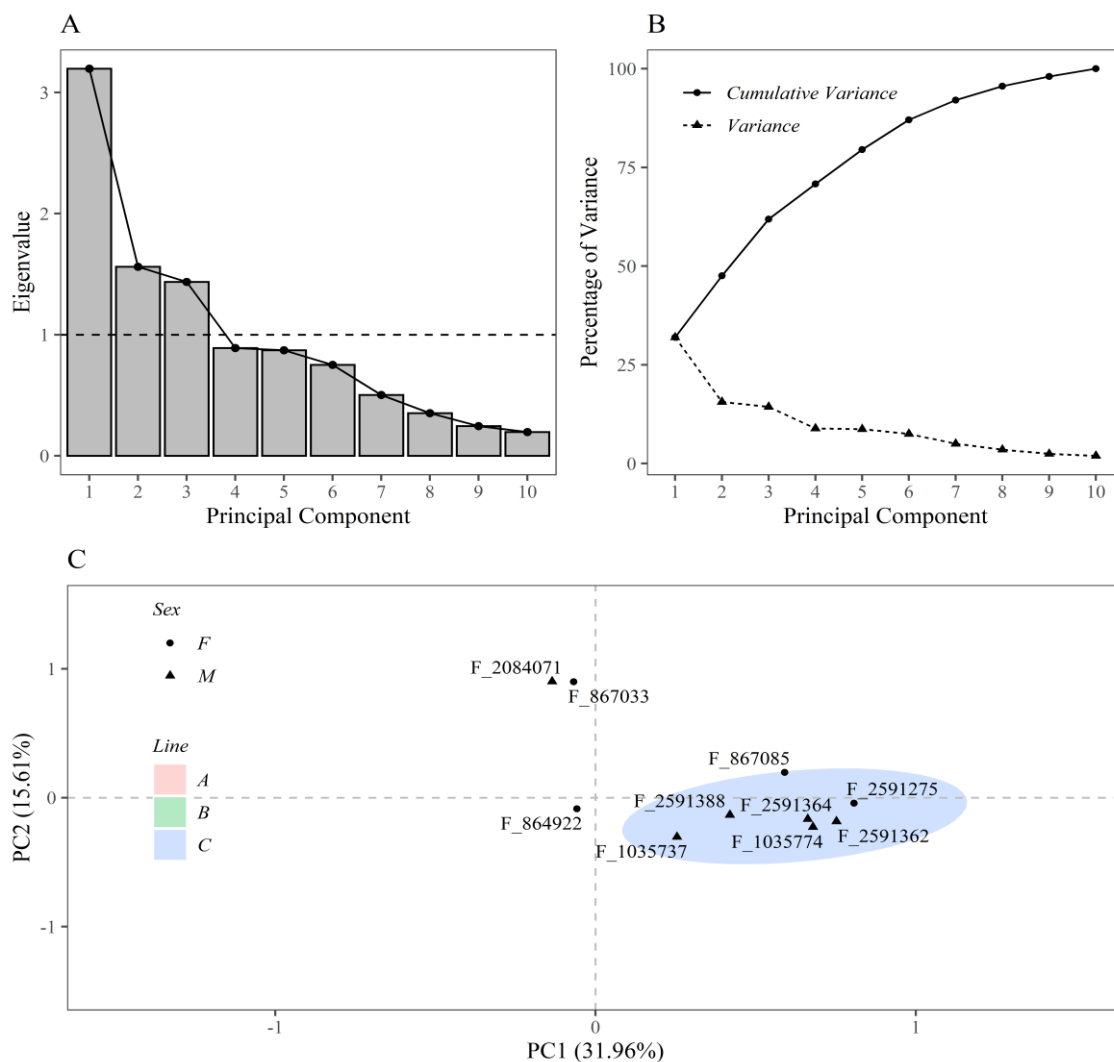 A
Eigenvalue
3
2
1
0
1 2 3 4 5 6 7 8 9 10
Principal Component
B
Percentage of Variance
100
75
50
25
0
Cumulative Variance
Variance
1 2 3 4 5 6 7 8 9 10
Principal Component
C
PC2 (15.61%)
1
0
-1
Sex
F
M
Line
A
B
C
F_2084071
F_867033
F_867085
F_2591275
F_2591388
F_2591364
F_864922
F_1035737
F_1035774
F_2591362
-1 0 1
PC1 (31.96%)